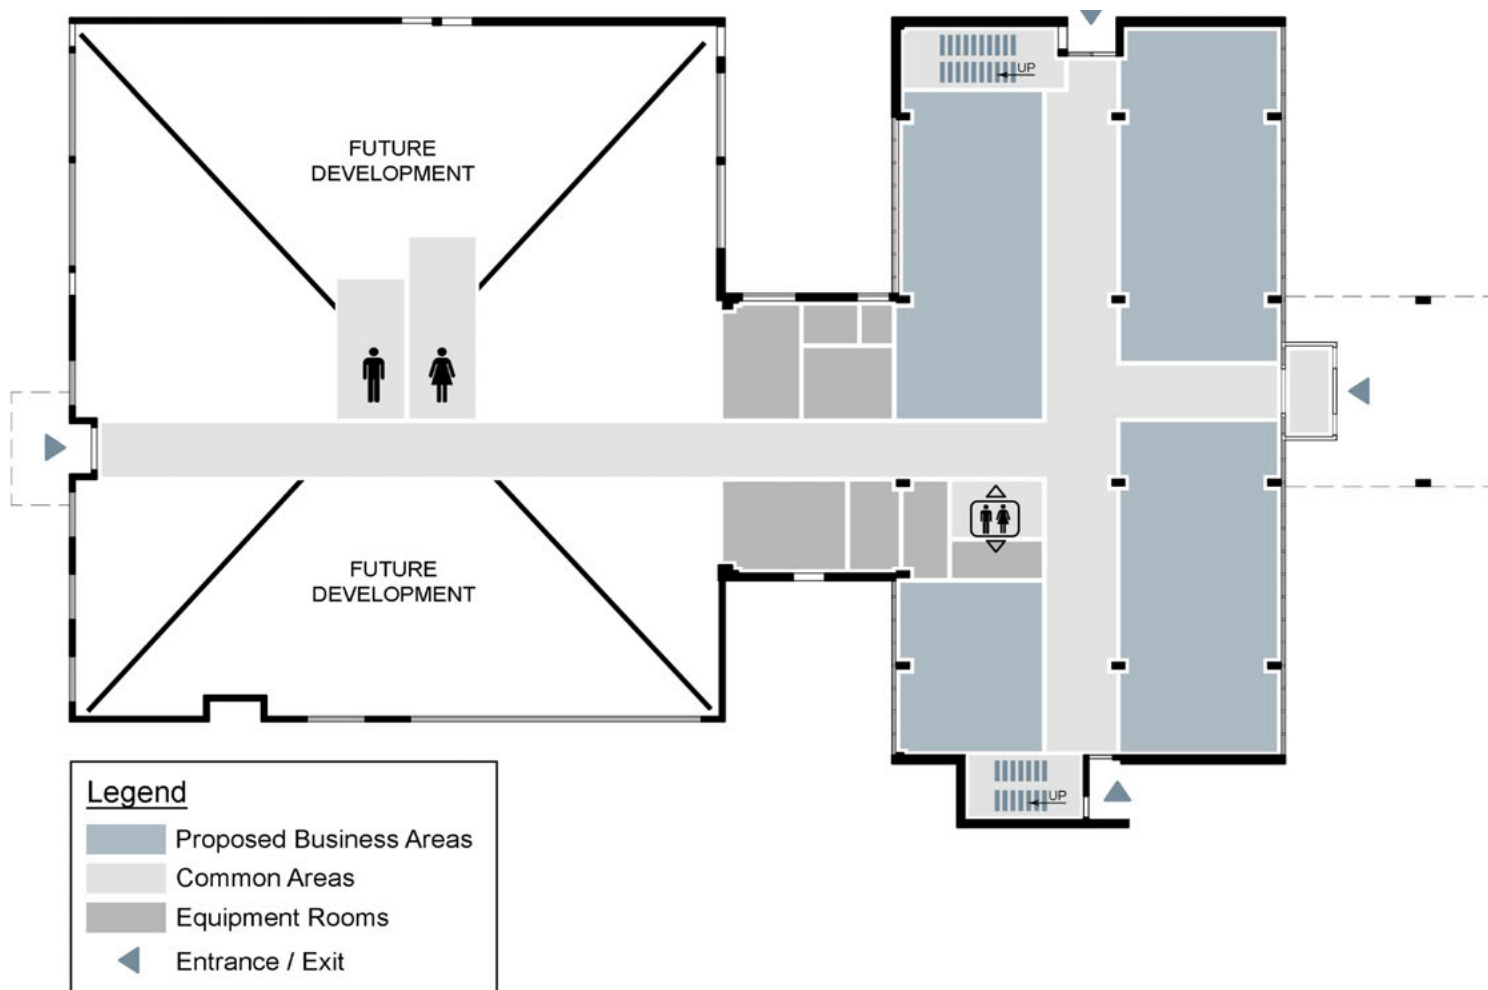 UP
FUTURE
DEVELOPMENT
FUTURE
DEVELOPMENT
UP
Legend
Proposed Business Areas
Common Areas
Equipment Rooms
Entrance / Exit